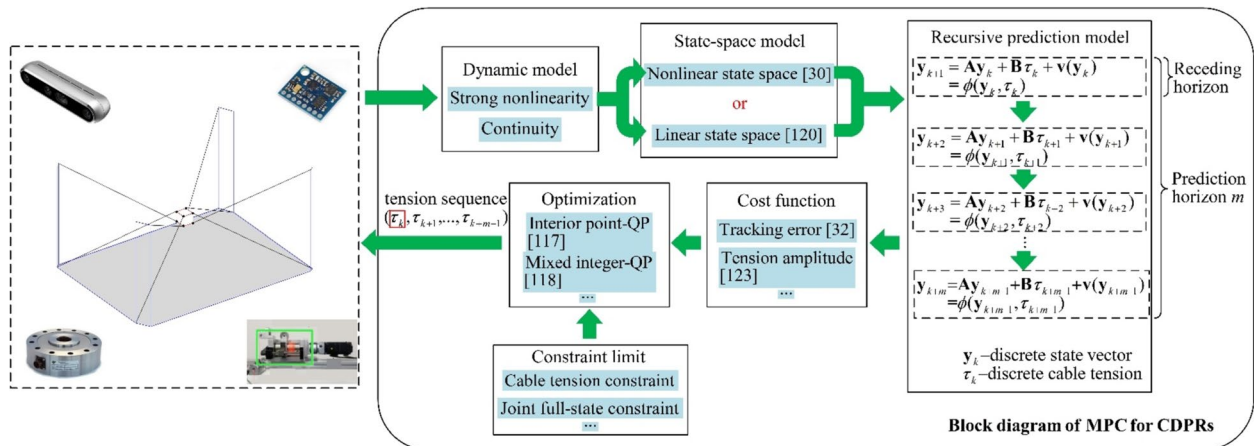 Dynamic model
Strong nonlinearity
Continuity
State-space model
Nonlinear state space [30]
or
Linear state space [120]
Recursive prediction model
y_{k+1} = Ay_k + B̄τ_k + v(y_k)
= ϕ(y_k, τ_k)
y_{k+2} = Ay_{k+1} + B̄τ_{k+1} + v(y_{k+1})
= ϕ(y_{k+1}, τ_{k+1})
y_{k+3} = Ay_{k+2} + B̄τ_{k-2} + v(y_{k+2})
= ϕ(y_{k+2}, τ_{k+2})
⋮
y_{k+m} = Ay_{k+m-1} + B̄τ_{k+m-1} + v(y_{k+m-1})
= ϕ(y_{k+m-1}, τ_{k+m-1})
y_k–discrete state vector
τ_k–discrete cable tension
Receding
horizon
Prediction
horizon m
tension sequence
(τ_k, τ_{k+1},..., τ_{k-m-1})
Optimization
Interior point-QP
[117]
Mixed integer-QP
[118]
...
Cost function
Tracking error [32]
Tension amplitude
[123]
...
Constraint limit
Cable tension constraint
Joint full-state constraint
...
Block diagram of MPC for CDPRs